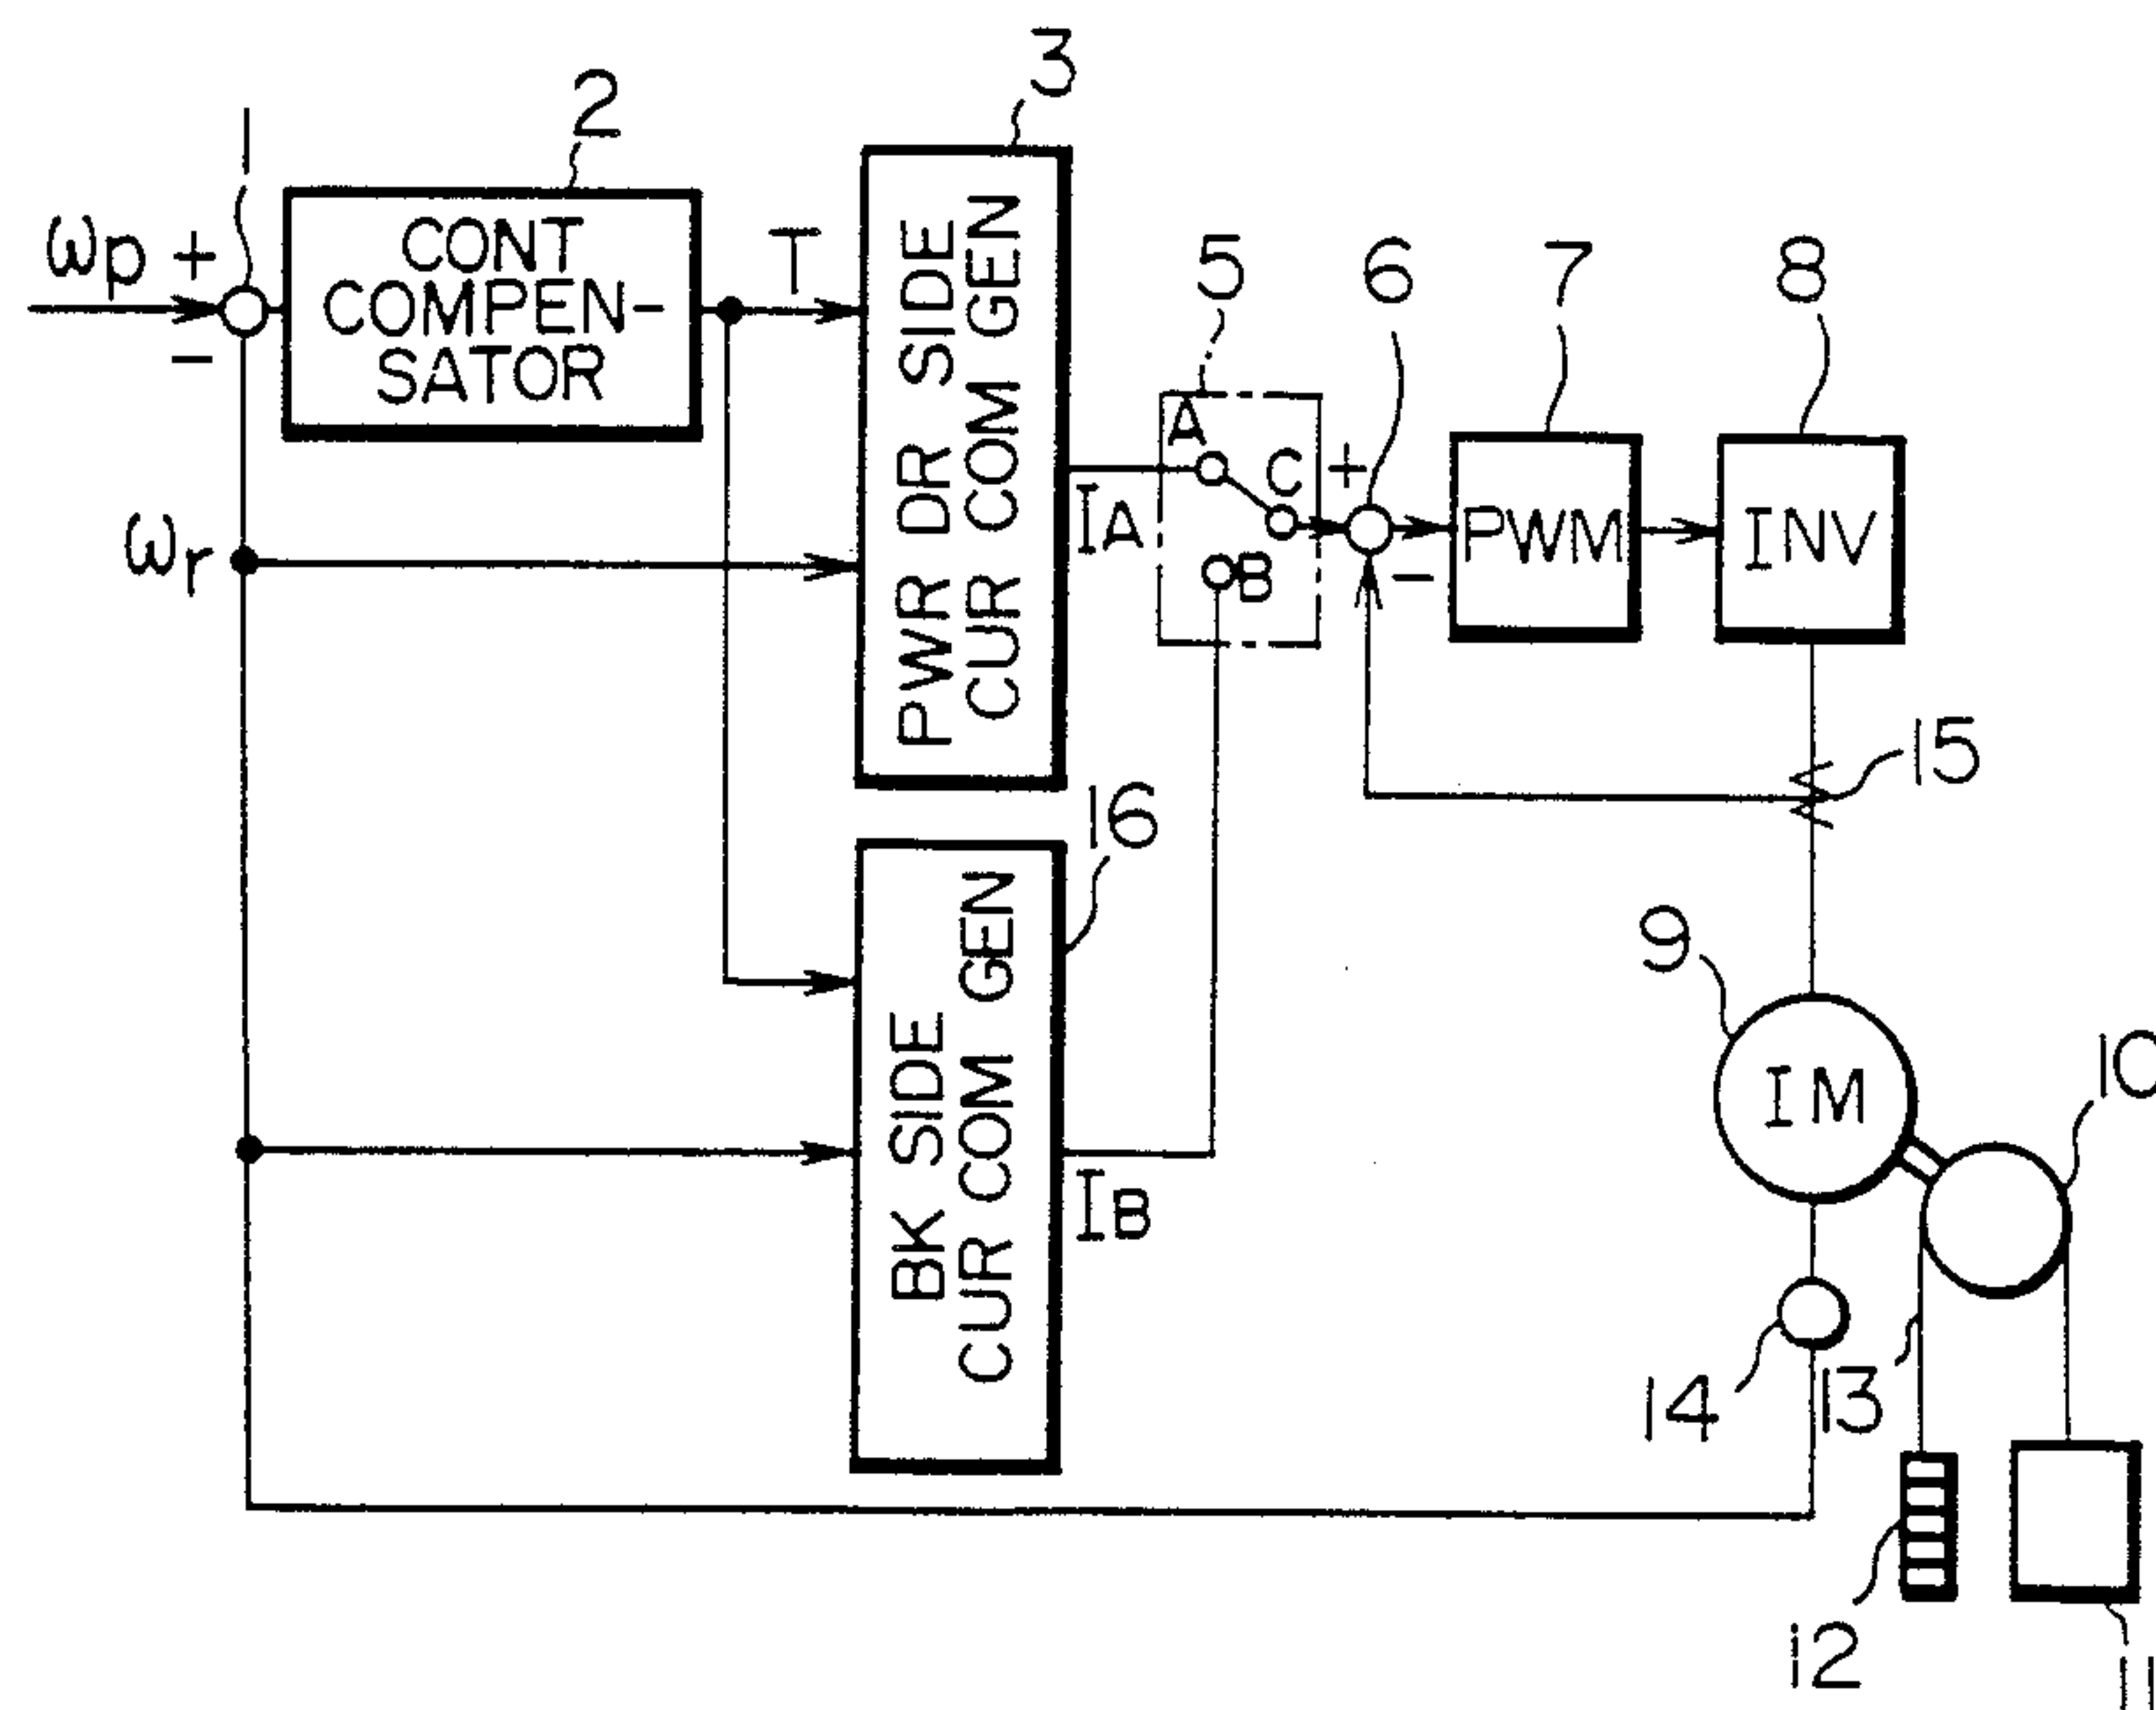 1
2
3
ωp +
−
CONT
COMPEN-
SATOR
T
PWR DR SIDE
CUR COM GEN
5
6
7
8
A
C +
B
IA
−
PWM
INV
ωr
15
16
BK SIDE
CUR COM GEN
IB
9
IM
10
14
13
12
11